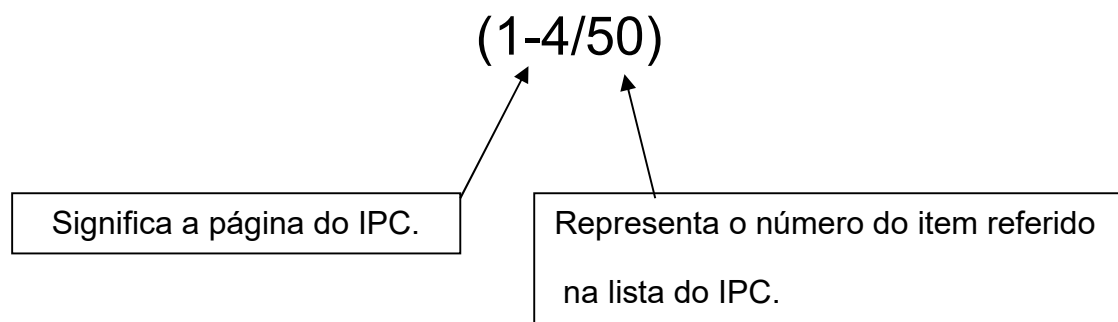 (1-4/50)
Significa a página do IPC.
Representa o número do item referido
na lista do IPC.